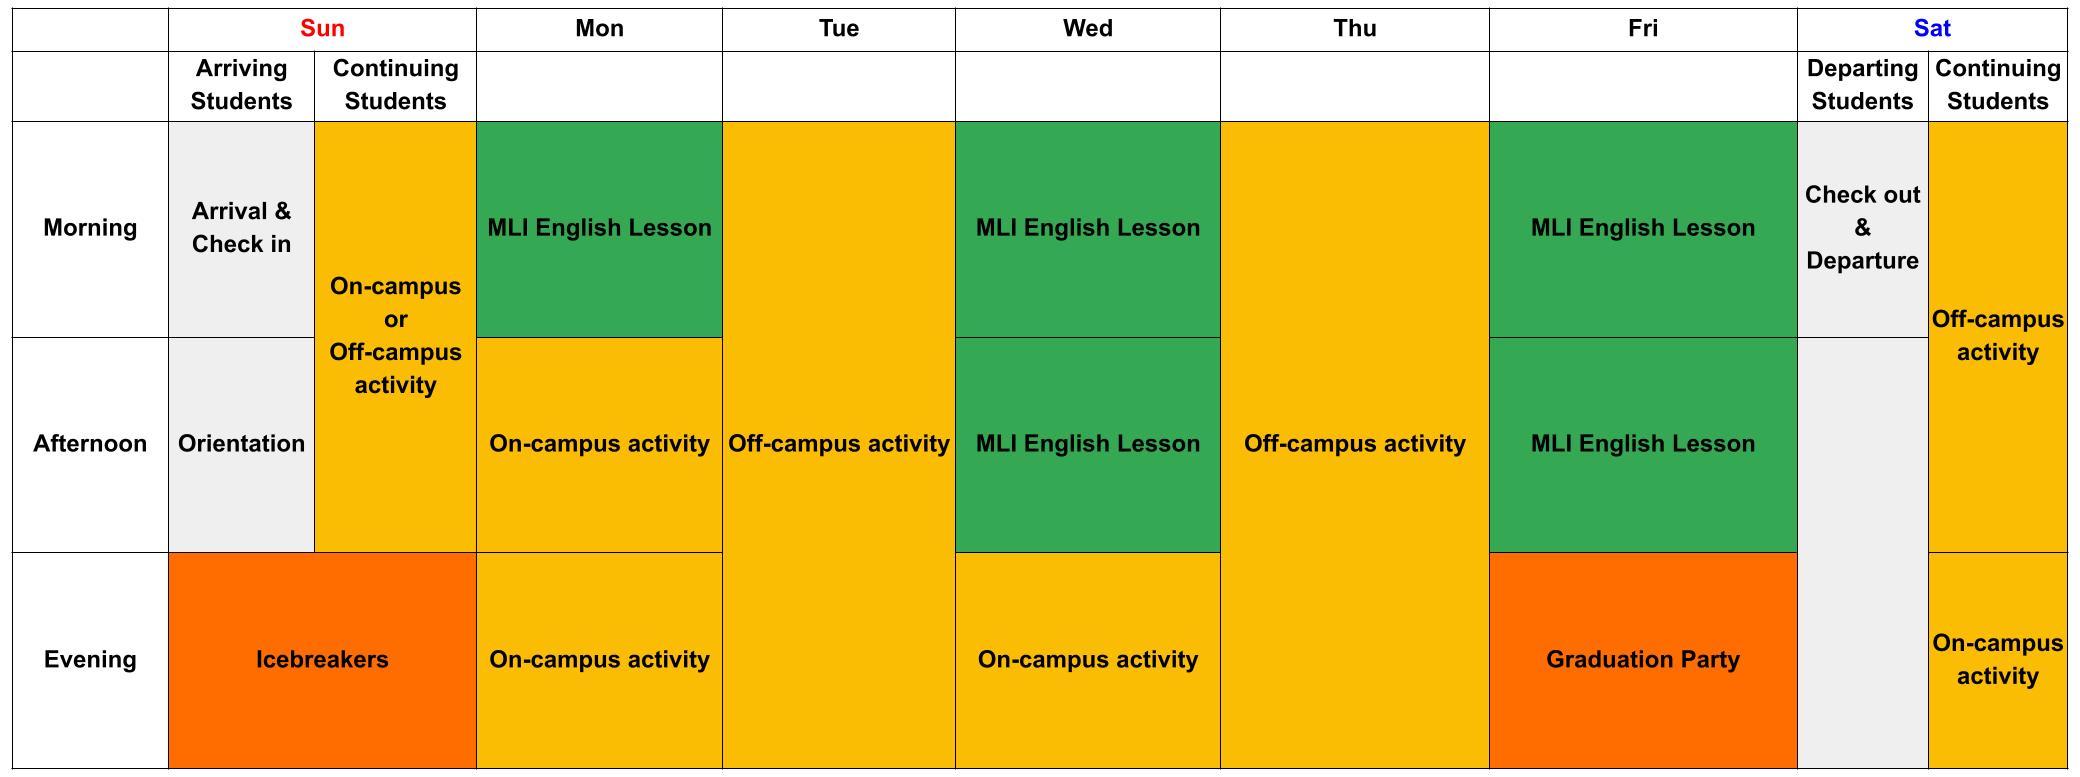 Sun Mon Tue Wed Thu Fri Sat
Arriving
Students
Continuing
Students
Departing
Students
Continuing
Students
Morning
Arrival &
Check in
On-campus
or
Off-campus
activity
MLI English Lesson
Off-campus activity
MLI English Lesson
Off-campus activity
MLI English Lesson
Check out
&
Departure
Off-campus
activity
Afternoon
Orientation
On-campus activity
MLI English Lesson
MLI English Lesson
Evening
Icebreakers
On-campus activity
On-campus activity
Graduation Party
On-campus
activity